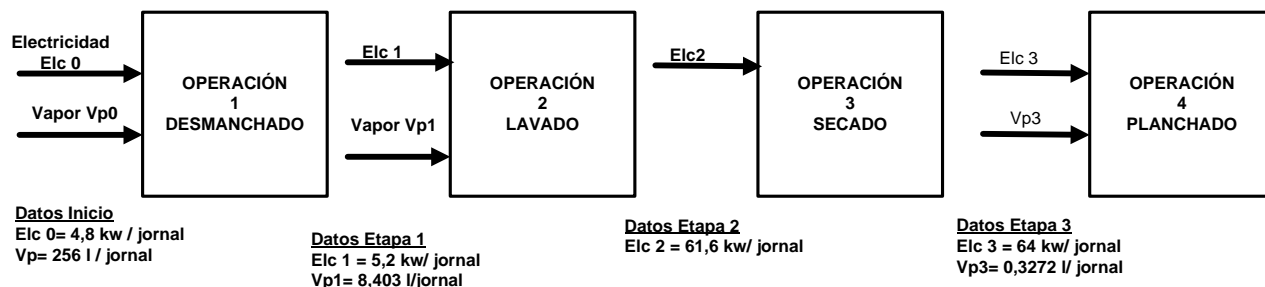 Electricidad
Elc 0
Vapor Vp0
OPERACIÓN
1
DESMANCHADO
Elc 1
Vapor Vp1
OPERACIÓN
2
LAVADO
Elc2
OPERACIÓN
3
SECADO
Elc 3
Vp3
OPERACIÓN
4
PLANCHADO
Datos Inicio
Elc 0= 4,8 kw / jornal
Vp= 256 l / jornal
Datos Etapa 1
Elc 1 = 5,2 kw/ jornal
Vp1= 8,403 l/jornal
Datos Etapa 2
Elc 2 = 61,6 kw/ jornal
Datos Etapa 3
Elc 3 = 64 kw/ jornal
Vp3= 0,3272 l/ jornal